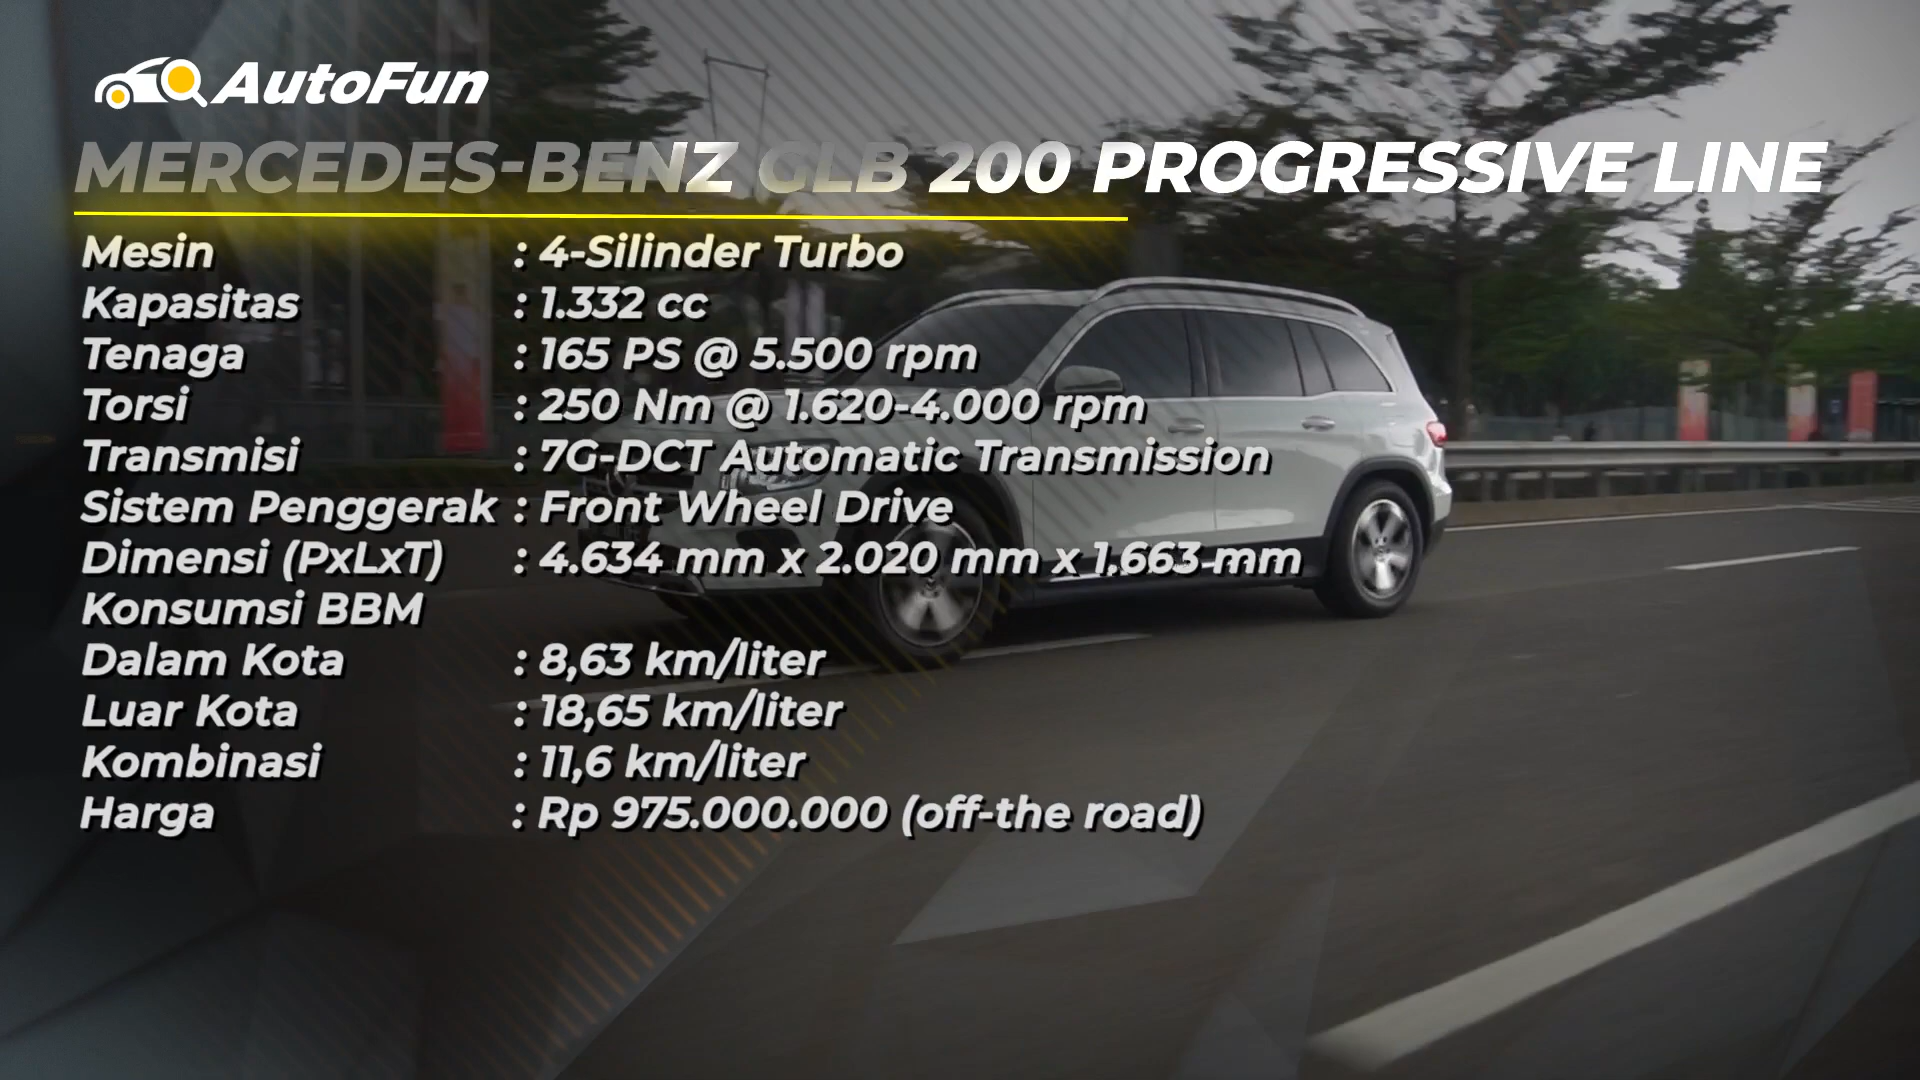 AutoFun
MERCEDES-BENZ GLB 200 PROGRESSIVE LINE
Mesin : 4-Silinder Turbo
Kapasitas : 1.332 cc
Tenaga : 165 PS @ 5.500 rpm
Torsi : 250 Nm @ 1.620-4.000 rpm
Transmisi : 7G-DCT Automatic Transmission
Sistem Penggerak : Front Wheel Drive
Dimensi (PxLxT) : 4.634 mm x 2.020 mm x 1.663 mm
Konsumsi BBM
Dalam Kota : 8,63 km/liter
Luar Kota : 18,65 km/liter
Kombinasi : 11,6 km/liter
Harga : Rp 975.000.000 (off-the road)